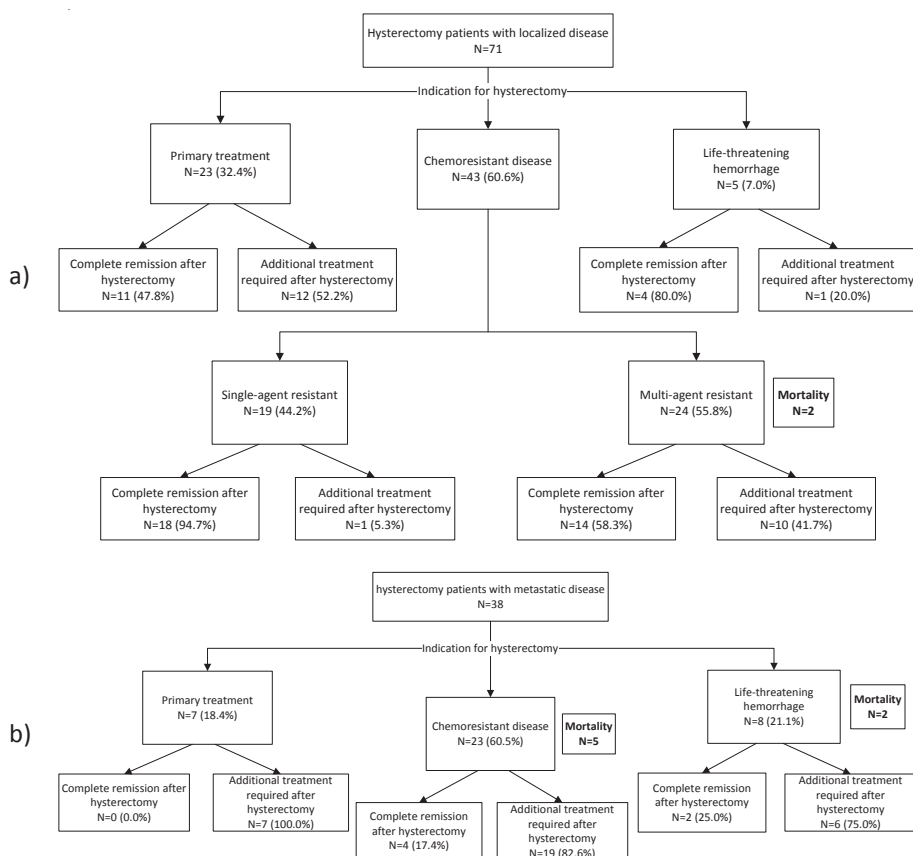 Hysterectomy patients with localized disease
N=71
Indication for hysterectomy
Primary treatment
N=23 (32.4%)
Chemoresistant disease
N=43 (60.6%)
Life-threatening
hemorrhage
N=5 (7.0%)
a)
Complete remission after
hysterectomy
N=11 (47.8%)
Additional treatment
required after hysterectomy
N=12 (52.2%)
Complete remission after
hysterectomy
N=4 (80.0%)
Additional treatment
required after hysterectomy
N=1 (20.0%)
Single-agent resistant
N=19 (44.2%)
Multi-agent resistant
N=24 (55.8%)
Mortality
N=2
Complete remission after
hysterectomy
N=18 (94.7%)
Additional treatment
required after hysterectomy
N=1 (5.3%)
Complete remission after
hysterectomy
N=14 (58.3%)
Additional treatment
required after hysterectomy
N=10 (41.7%)
hysterectomy patients with metastatic disease
N=38
Indication for hysterectomy
b)
Primary treatment
N=7 (18.4%)
Chemoresistant disease
N=23 (60.5%)
Mortality
N=5
Life-threatening
hemorrhage
N=8 (21.1%)
Mortality
N=2
Complete remission after
hysterectomy
N=0 (0.0%)
Additional treatment
required after
hysterectomy
N=7 (100.0%)
Complete remission
after hysterectomy
N=4 (17.4%)
Additional treatment
required after
hysterectomy
N=19 (82.6%)
Complete remission
after hysterectomy
N=2 (25.0%)
Additional treatment
required after
hysterectomy
N=6 (75.0%)